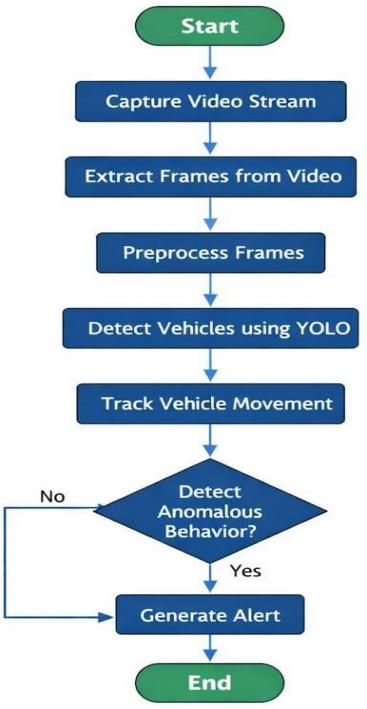 Start
Capture Video Stream
Extract Frames from Video
Preprocess Frames
Detect Vehicles using YOLO
Track Vehicle Movement
No
Detect
Anomalous
Behavior?
Yes
Generate Alert
End